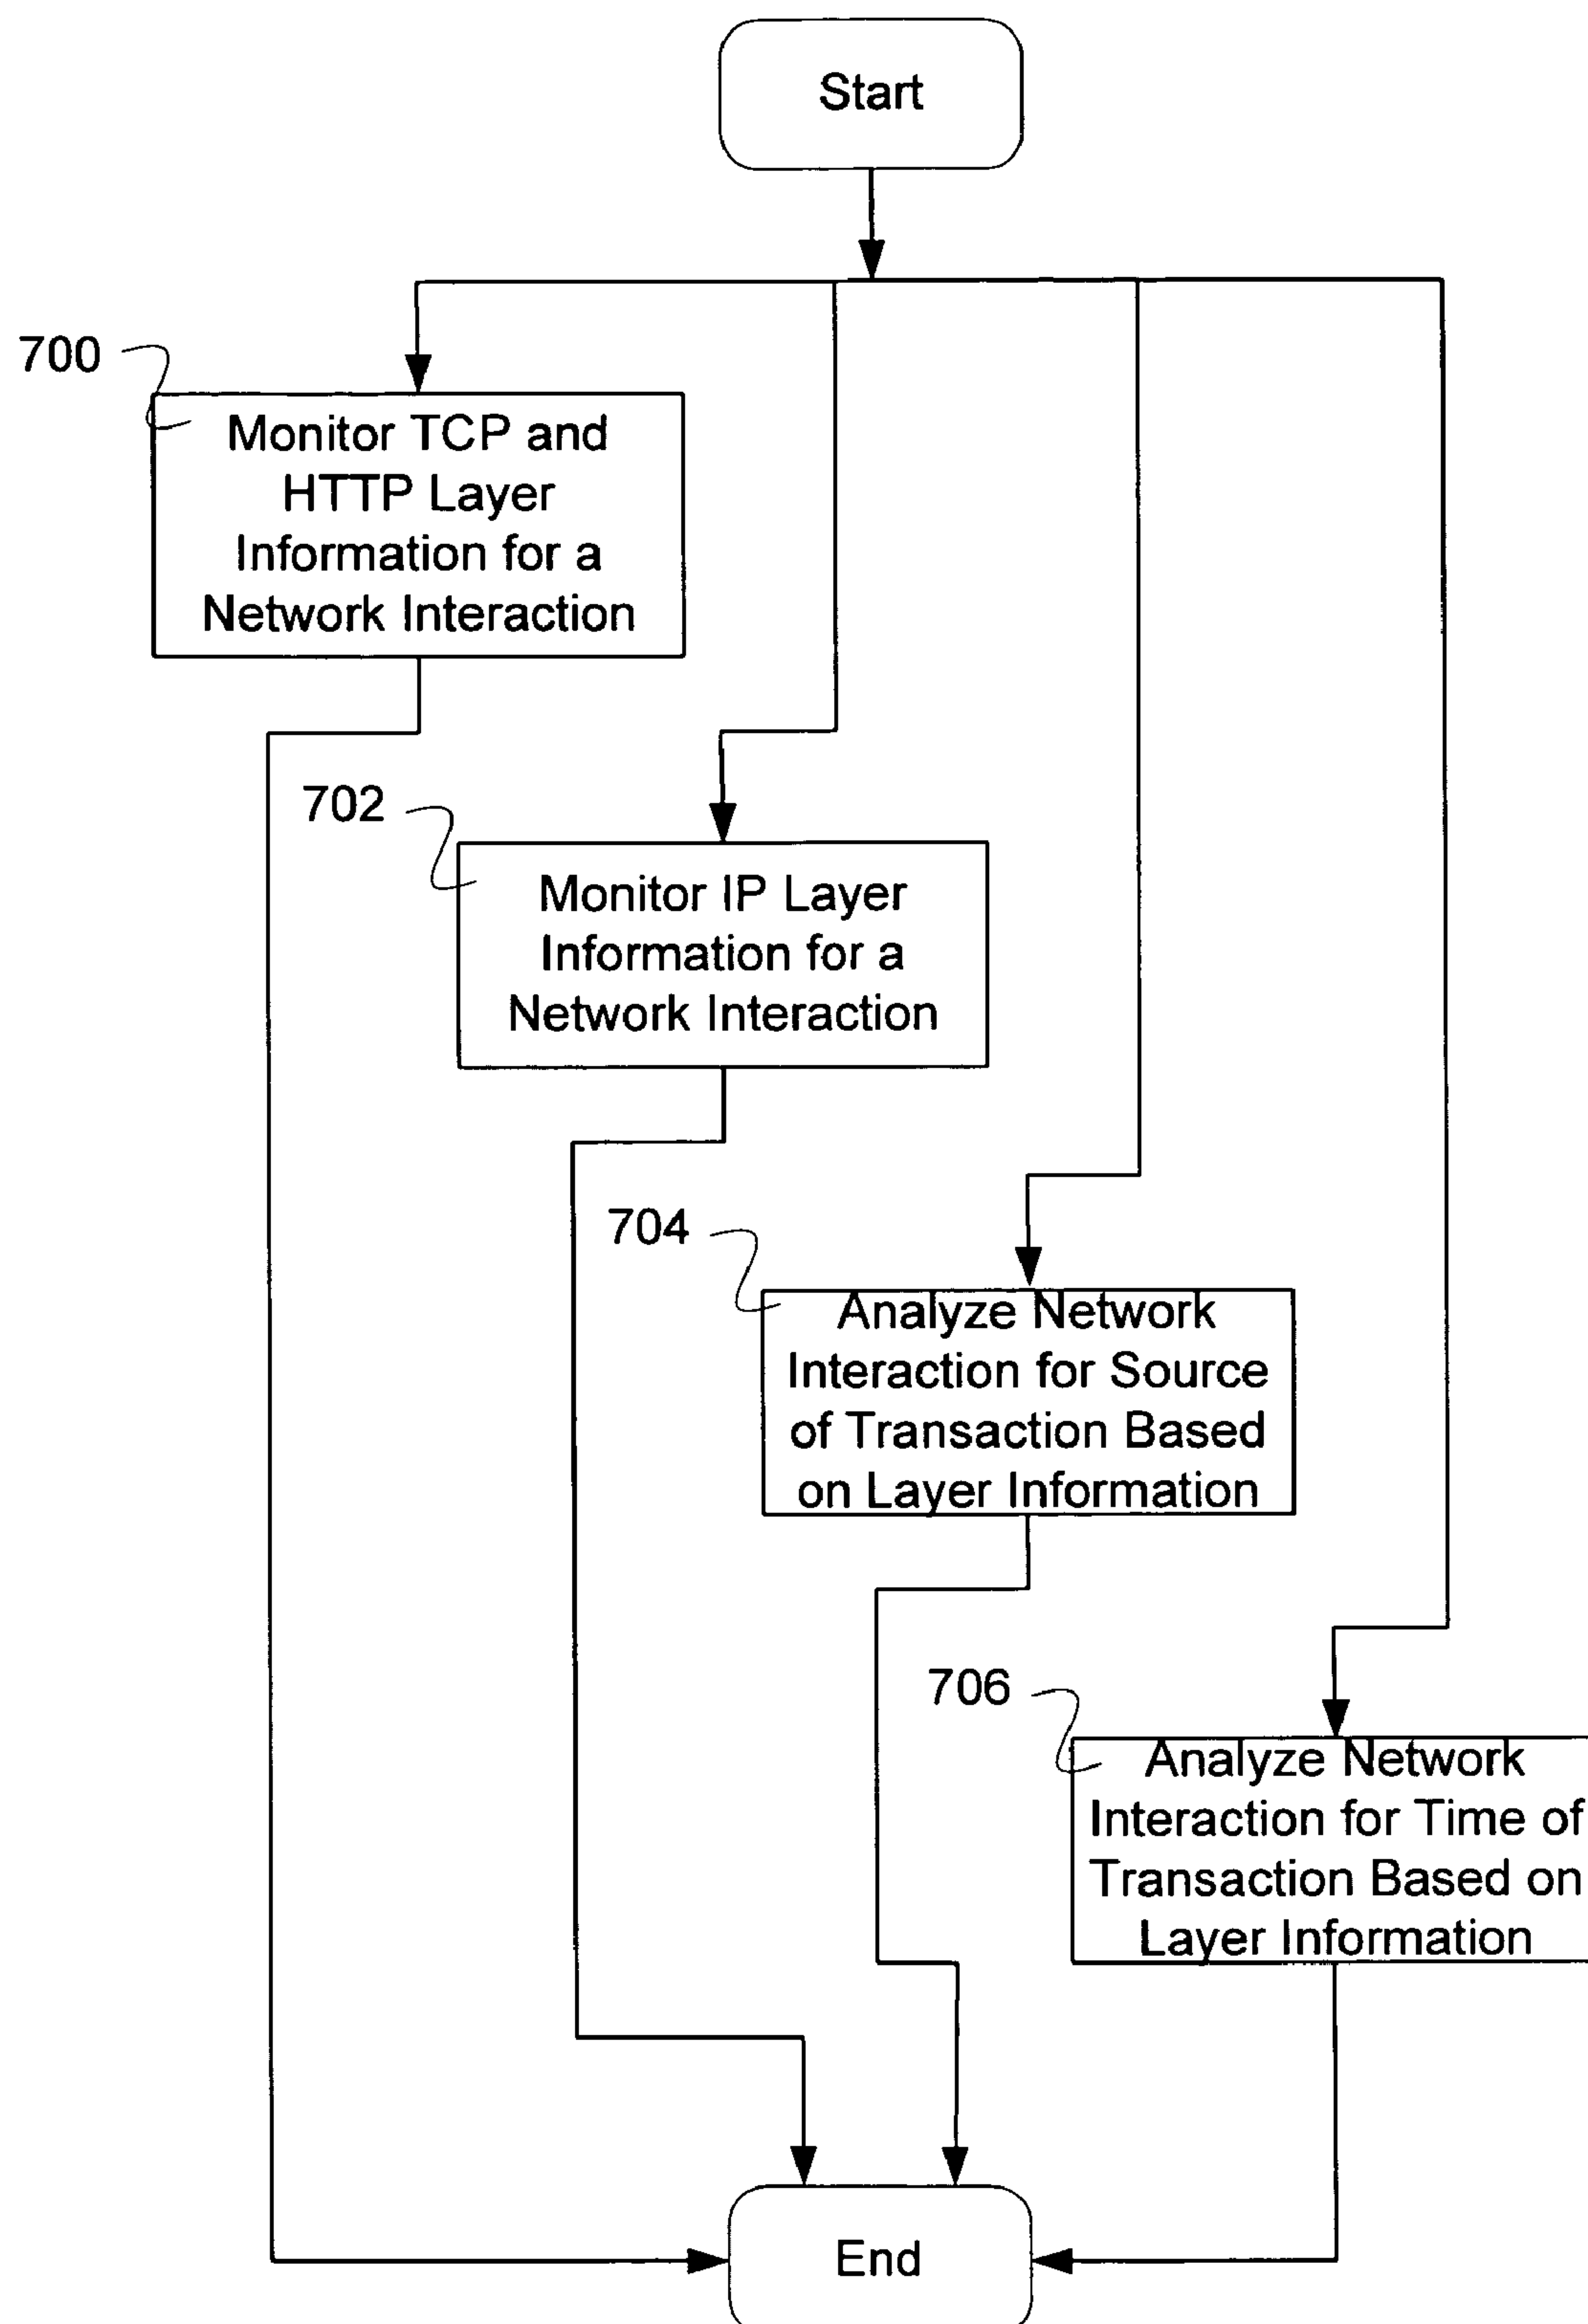 Start
700
Monitor TCP and
HTTP Layer
Information for a
Network Interaction
702
Monitor IP Layer
Information for a
Network Interaction
704
Analyze Network
Interaction for Source
of Transaction Based
on Layer Information
706
Analyze Network
Interaction for Time of
Transaction Based on
Layer Information
End